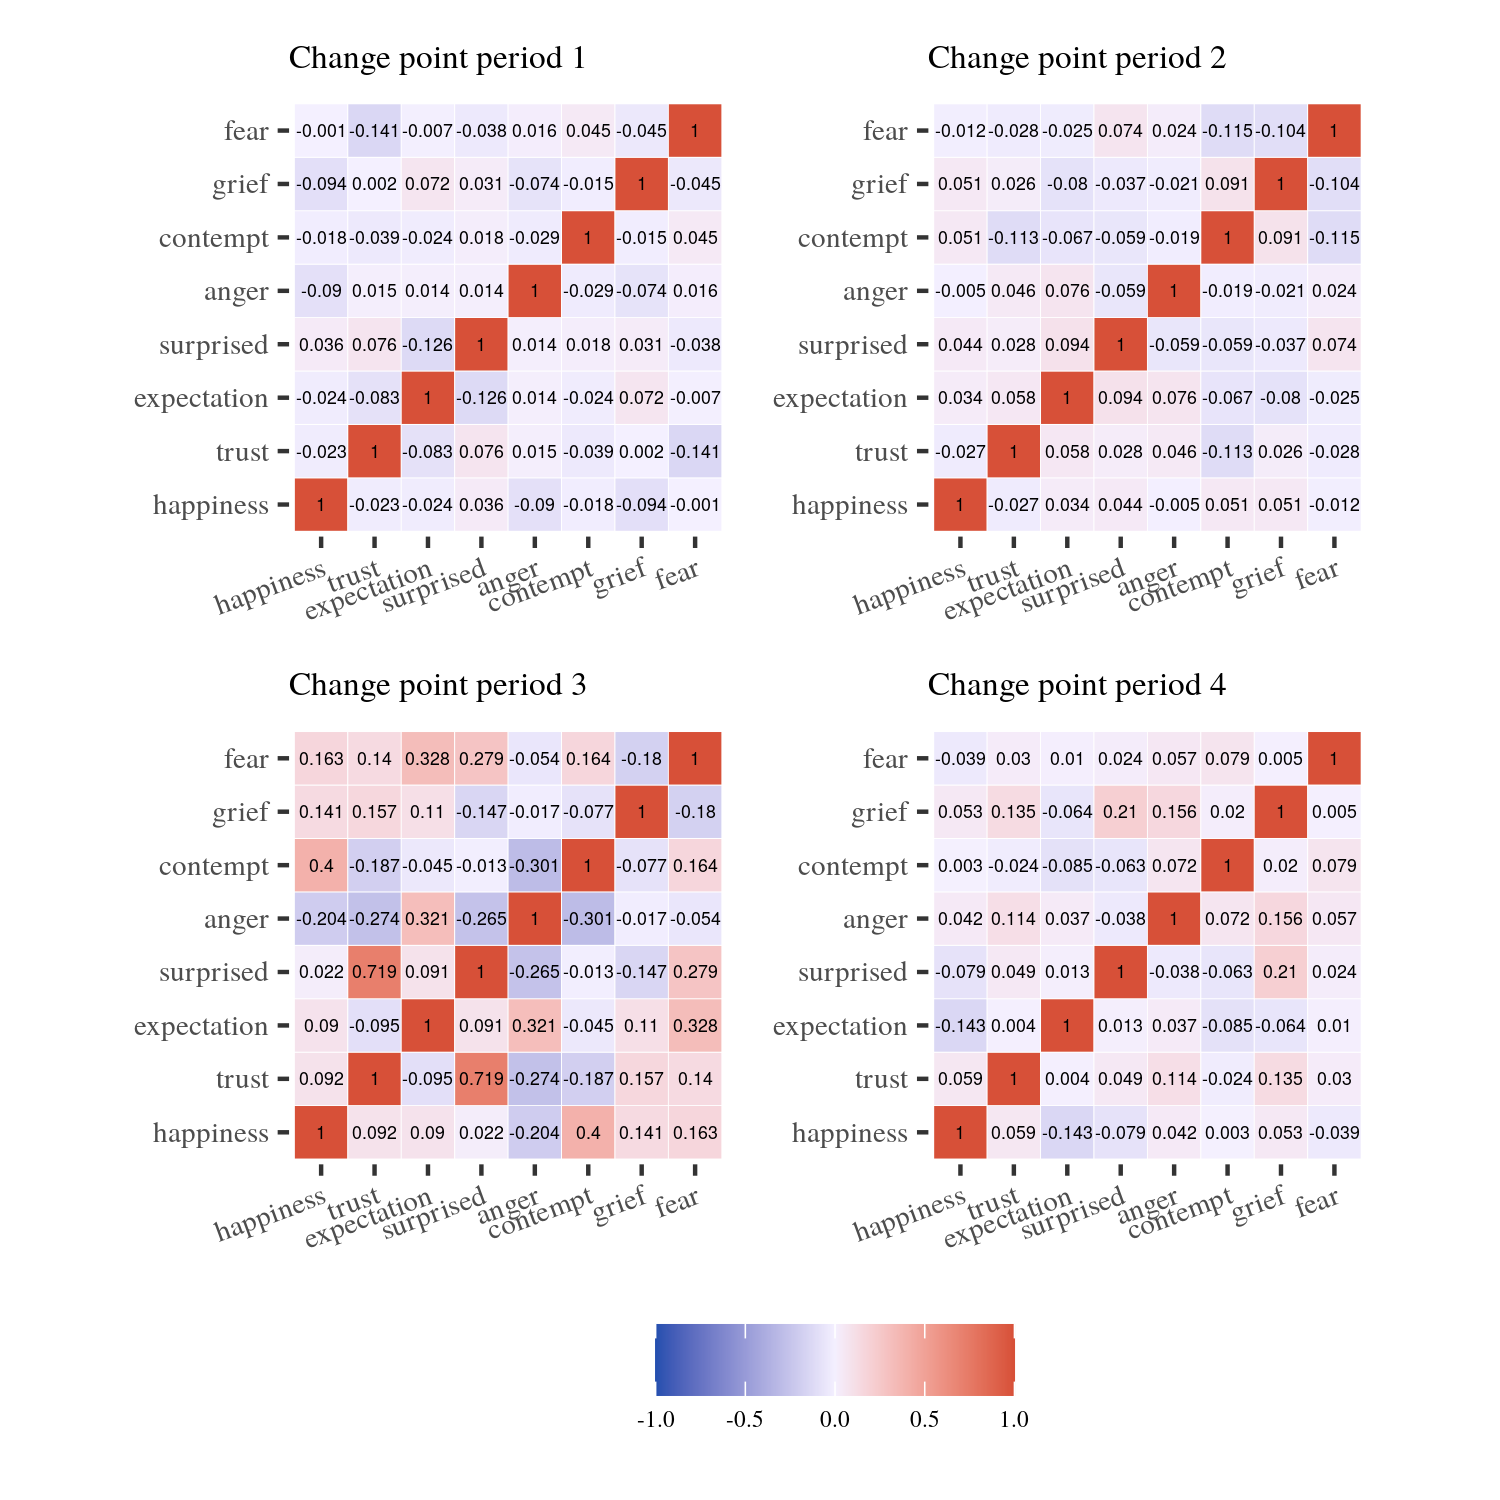 Change point period 1
Change point period 2
fear -0.001 -0.141 -0.007 -0.038 0.016 0.045 -0.045 1
grief -0.094 0.002 0.072 0.031 -0.074 -0.015 1 -0.045
contempt -0.018 -0.039 -0.024 0.018 -0.029 1 -0.015 0.045
anger -0.09 0.015 0.014 0.014 1 -0.029 -0.074 0.016
surprised 0.036 0.076 -0.126 1 0.014 0.018 0.031 -0.038
expectation -0.024 -0.083 1 -0.126 0.014 -0.024 0.072 -0.007
trust -0.023 1 -0.083 0.076 0.015 -0.039 0.002 -0.141
happiness 1 -0.023 -0.024 0.036 -0.09 -0.018 -0.094 -0.001
happiness trust expectation surprised anger contempt grief fear
fear -0.012 -0.028 -0.025 0.074 0.024 -0.115 -0.104 1
grief 0.051 0.026 -0.08 -0.037 -0.021 0.091 1 -0.104
contempt 0.051 -0.113 -0.067 -0.059 -0.019 1 0.091 -0.115
anger -0.005 0.046 0.076 -0.059 1 -0.019 -0.021 0.024
surprised 0.044 0.028 0.094 1 -0.059 -0.059 -0.037 0.074
expectation 0.034 0.058 1 0.094 0.076 -0.067 -0.08 -0.025
trust -0.027 1 0.058 0.028 0.046 -0.113 0.026 -0.028
happiness 1 -0.027 0.034 0.044 -0.005 0.051 0.051 -0.012
happiness trust expectation surprised anger contempt grief fear
Change point period 3
Change point period 4
fear 0.163 0.14 0.328 0.279 -0.054 0.164 -0.18 1
grief 0.141 0.157 0.11 -0.147 -0.017 -0.077 1 -0.18
contempt 0.4 -0.187 -0.045 -0.013 -0.301 1 -0.077 0.164
anger -0.204 -0.274 0.321 -0.265 1 -0.301 -0.017 -0.054
surprised 0.022 0.719 0.091 1 -0.265 -0.013 -0.147 0.279
expectation 0.09 -0.095 1 0.091 0.321 -0.045 0.11 0.328
trust 0.092 1 -0.095 0.719 -0.274 -0.187 0.157 0.14
happiness 1 0.092 0.09 0.022 -0.204 0.4 0.141 0.163
happiness trust expectation surprised anger contempt grief fear
fear -0.039 0.03 0.01 0.024 0.057 0.079 0.005 1
grief 0.053 0.135 -0.064 0.21 0.156 0.02 1 0.005
contempt 0.003 -0.024 -0.085 -0.063 0.072 1 0.02 0.079
anger 0.042 0.114 0.037 -0.038 1 0.072 0.156 0.057
surprised -0.079 0.049 0.013 1 -0.038 -0.063 0.21 0.024
expectation -0.143 0.004 1 0.013 0.037 -0.085 -0.064 0.01
trust 0.059 1 0.004 0.049 0.114 -0.024 0.135 0.03
happiness 1 0.059 -0.143 -0.079 0.042 0.003 0.053 -0.039
happiness trust expectation surprised anger contempt grief fear
-1.0 -0.5 0.0 0.5 1.0